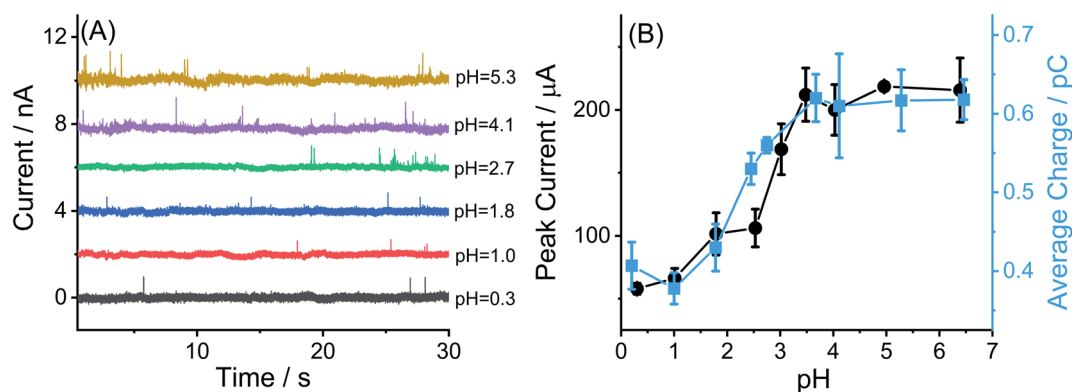 (A)
Current / nA
12
8
4
0
pH=5.3
pH=4.1
pH=2.7
pH=1.8
pH=1.0
pH=0.3
10 20 30
Time / s
(B)
Peak Current / μA
200
100
0 1 2 3 4 5 6 7
pH
0.7
0.6
0.5
0.4
Average Charge / pC